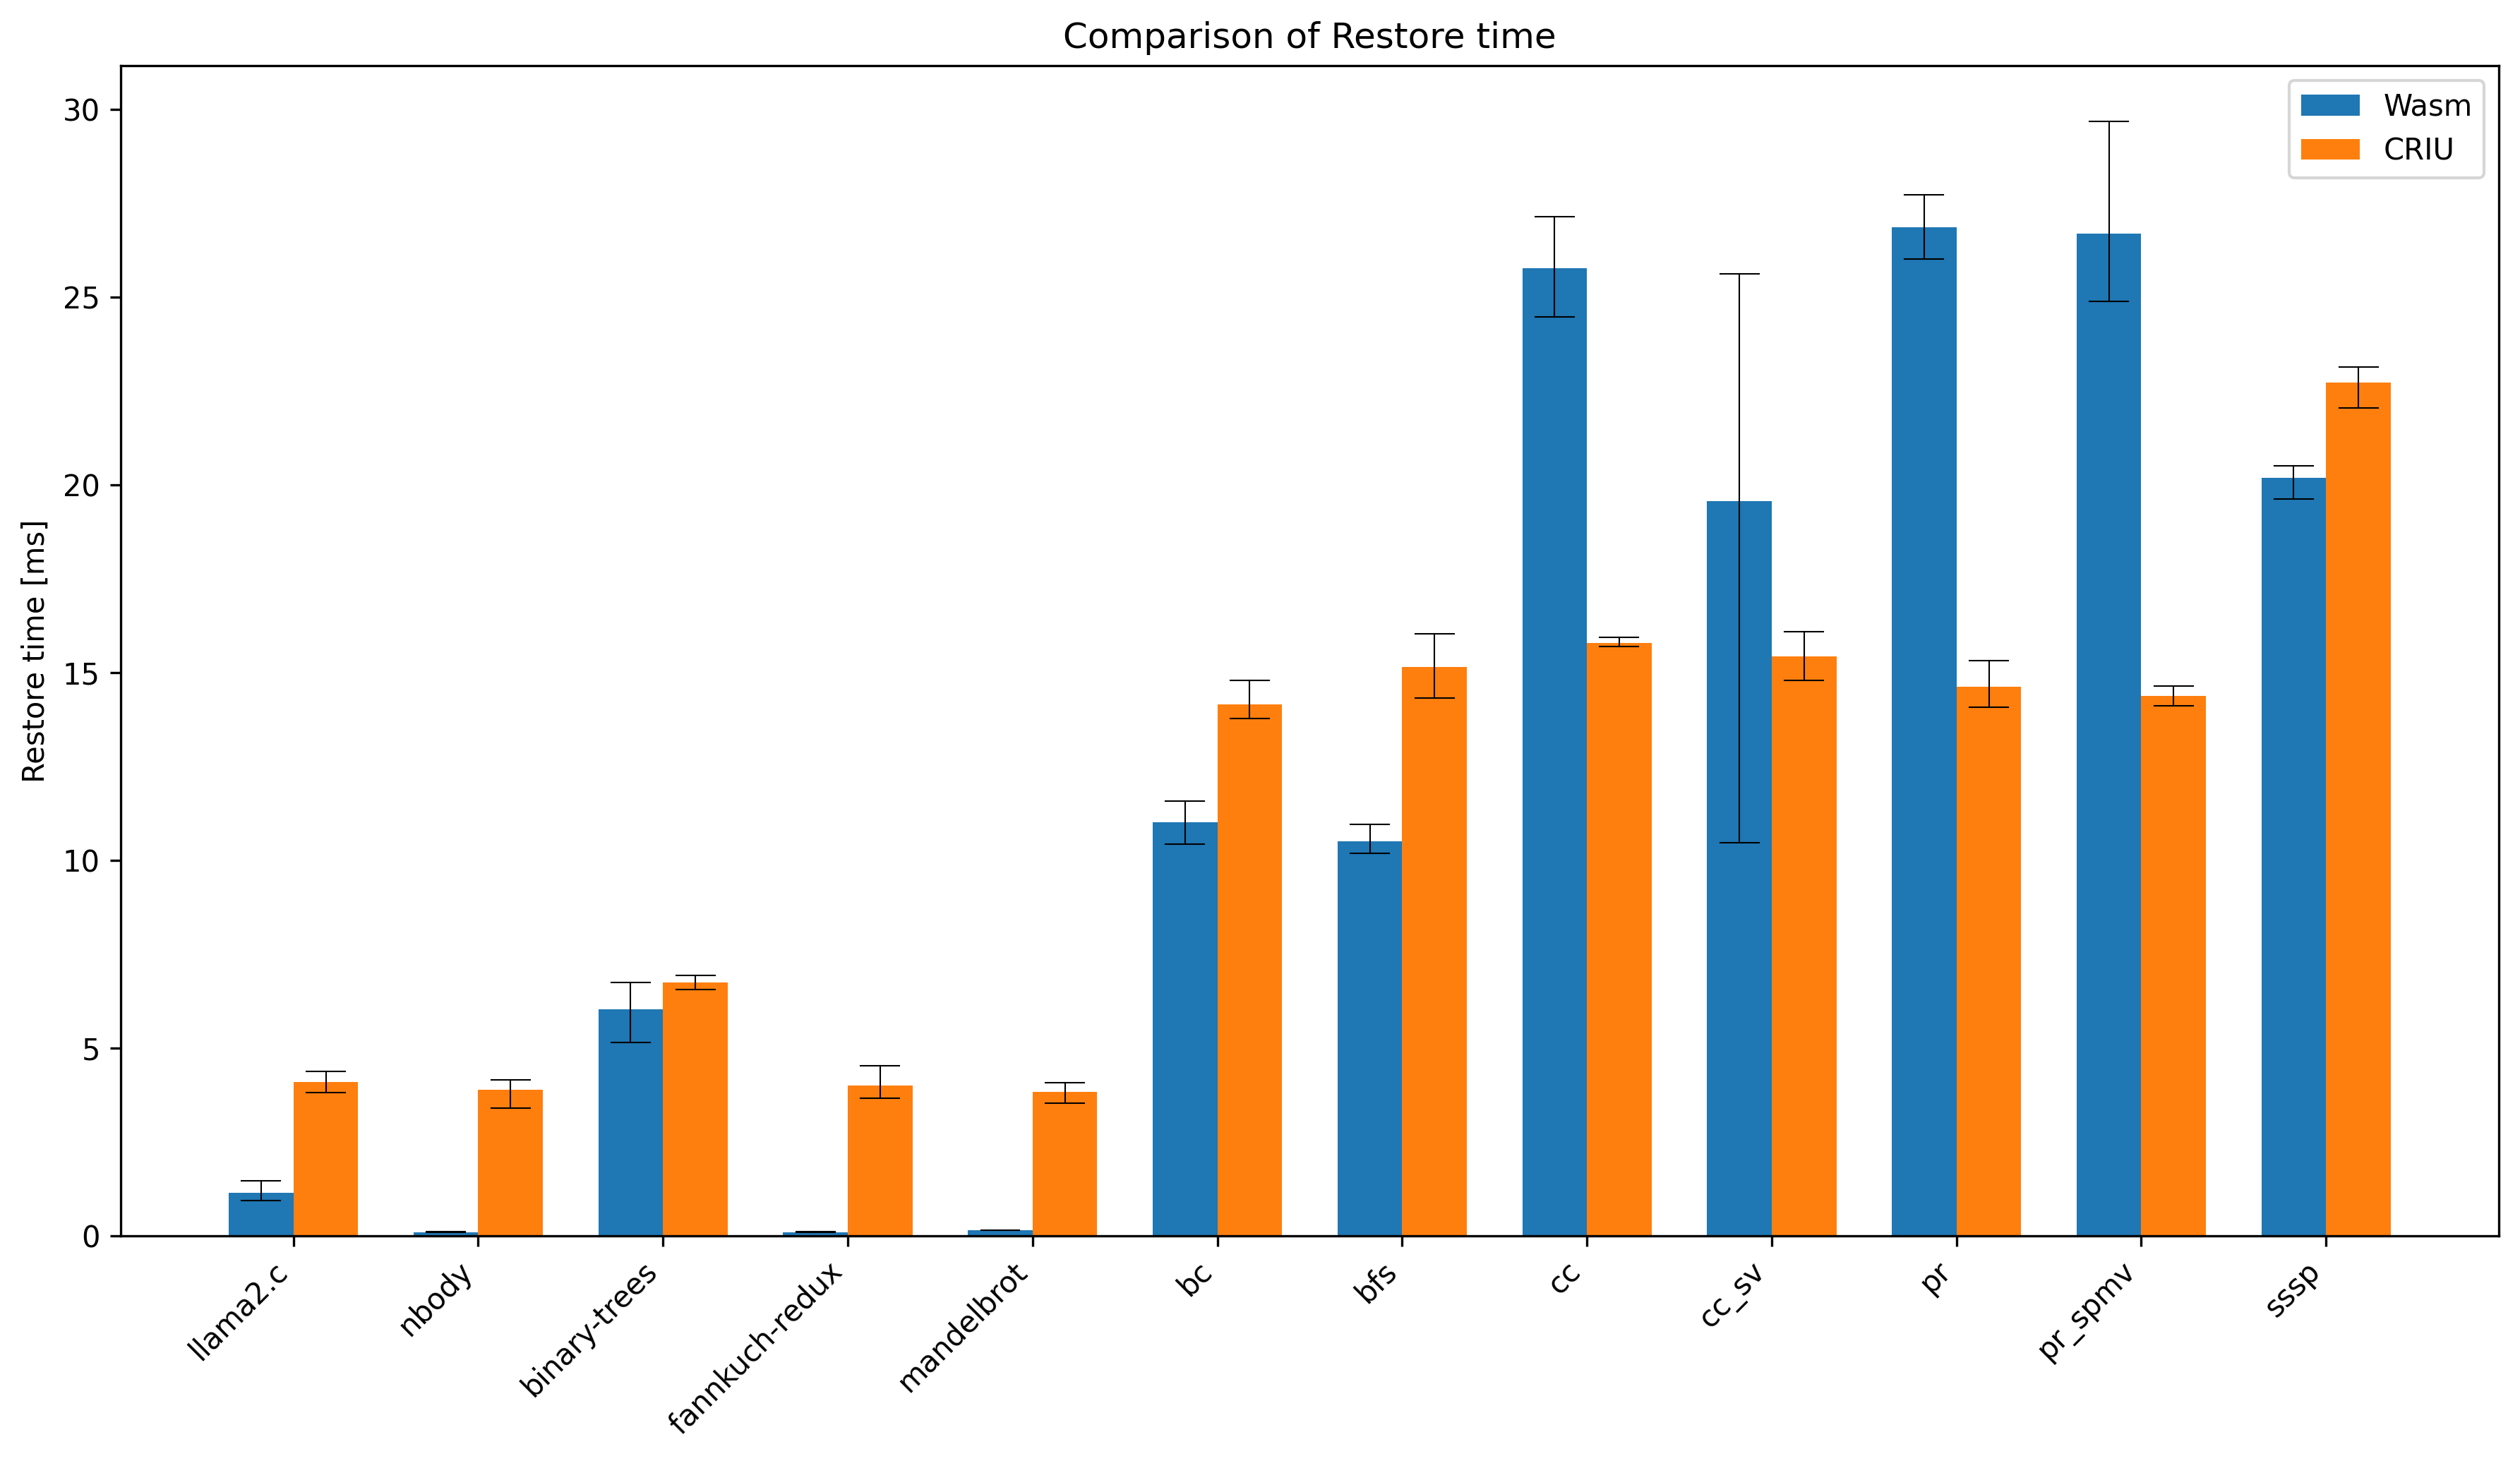 Comparison of Restore time
Wasm
CRIU
Restore time [ms]
30
25
20
15
10
5
0
llama2.c
nbody
binary-trees
fannkuch-redux
mandelbrot
bc
bfs
cc
cc_sv
pr
pr_spmv
sssp